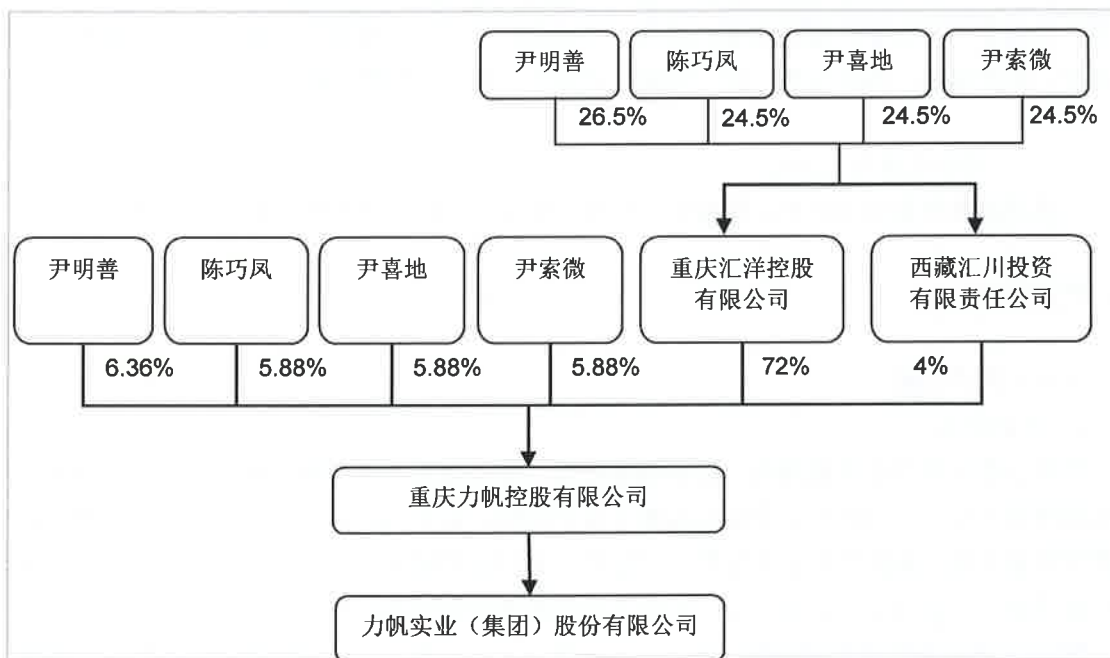 尹明善
陈巧凤
尹喜地
尹索微
26.5%
24.5%
24.5%
24.5%
尹明善
陈巧凤
尹喜地
尹索微
重庆汇洋控股
有限公司
西藏汇川投资
有限责任公司
6.36%
5.88%
5.88%
5.88%
72%
4%
重庆力帆控股有限公司
力帆实业（集团）股份有限公司